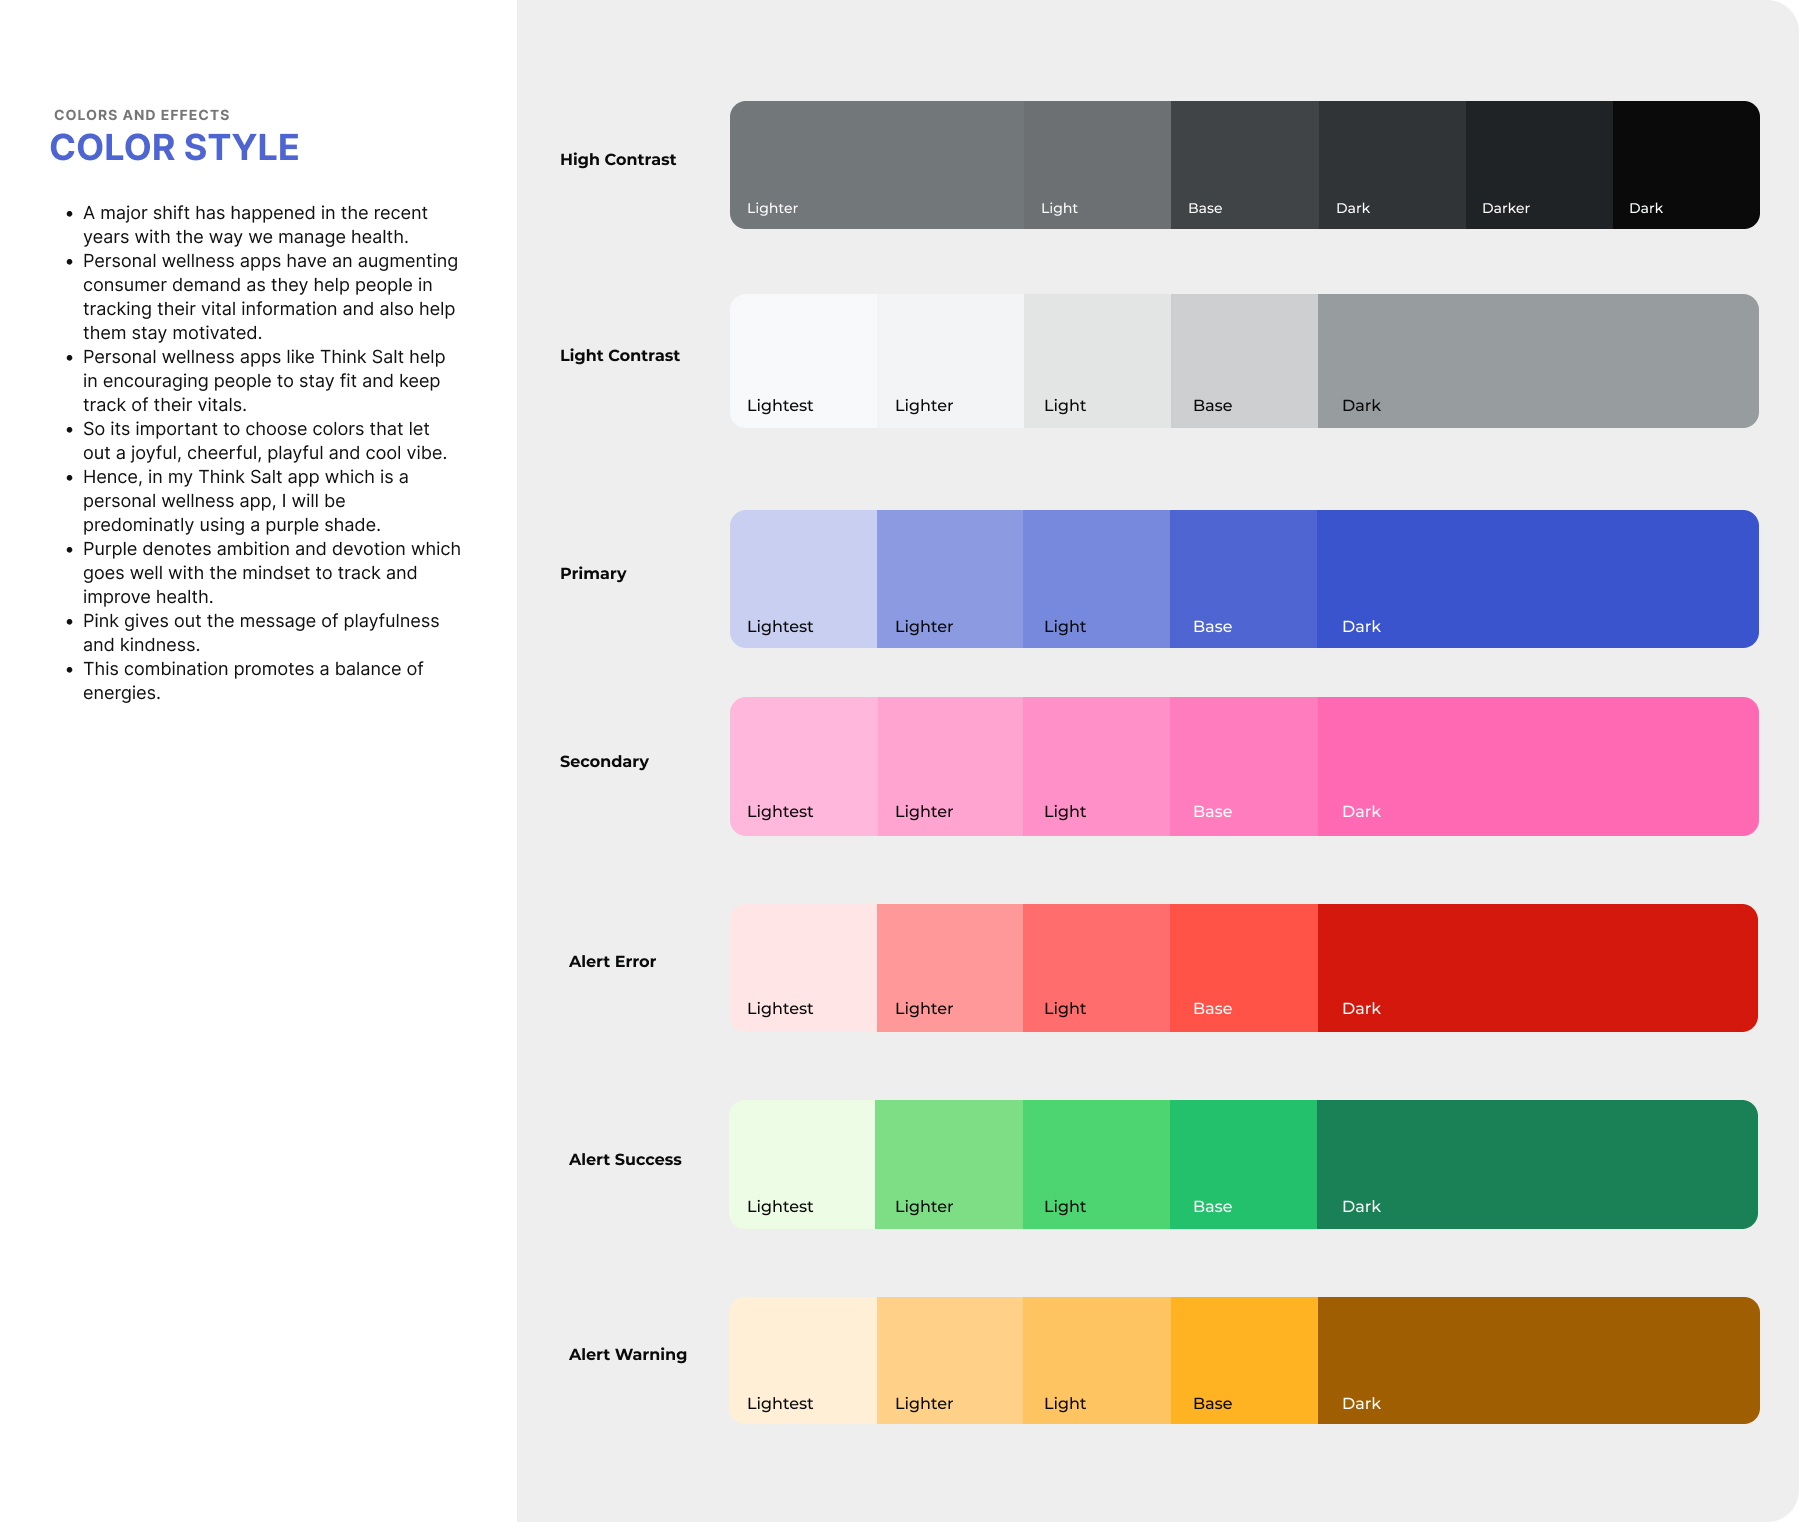 COLORS AND EFFECTS
COLOR STYLE
• A major shift has happened in the recent
years with the way we manage health.
• Personal wellness apps have an augmenting
consumer demand as they help people in
tracking their vital information and also help
them stay motivated.
• Personal wellness apps like Think Salt help
in encouraging people to stay fit and keep
track of their vitals.
• So its important to choose colors that let
out a joyful, cheerful, playful and cool vibe.
• Hence, in my Think Salt app which is a
personal wellness app, I will be
predominatly using a purple shade.
• Purple denotes ambition and devotion which
goes well with the mindset to track and
improve health.
• Pink gives out the message of playfulness
and kindness.
• This combination promotes a balance of
energies.
High Contrast
Lighter Light Base Dark Darker Dark
Light Contrast
Lightest Lighter Light Base Dark
Primary
Lightest Lighter Light Base Dark
Secondary
Lightest Lighter Light Base Dark
Alert Error
Lightest Lighter Light Base Dark
Alert Success
Lightest Lighter Light Base Dark
Alert Warning
Lightest Lighter Light Base Dark